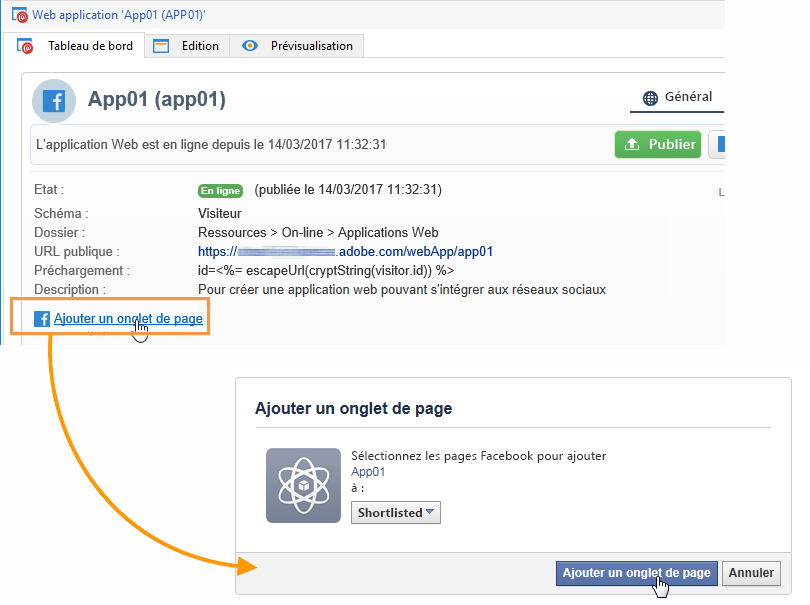 Web application 'App01 (APP01)'
Tableau de bord Edition Prévisualisation
App01 (app01)
Général
L'application Web est en ligne depuis le 14/03/2017 11:32:31
Publier
Etat : En ligne (publiée le 14/03/2017 11:32:31)
L
Schéma : Visiteur
Dossier : Ressources > On-line > Applications Web
URL publique : https:// .adobe.com/webApp/app01
Préchargement : id=<%= escapeUrl(cryptString(visitor.id)) %>
Description : Pour créer une application web pouvant s'intégrer aux réseaux sociaux
Ajouter un onglet de page
Ajouter un onglet de page
Sélectionnez les pages Facebook pour ajouter
App01
à :
Shortlisted
Ajouter un onglet de page Annuler